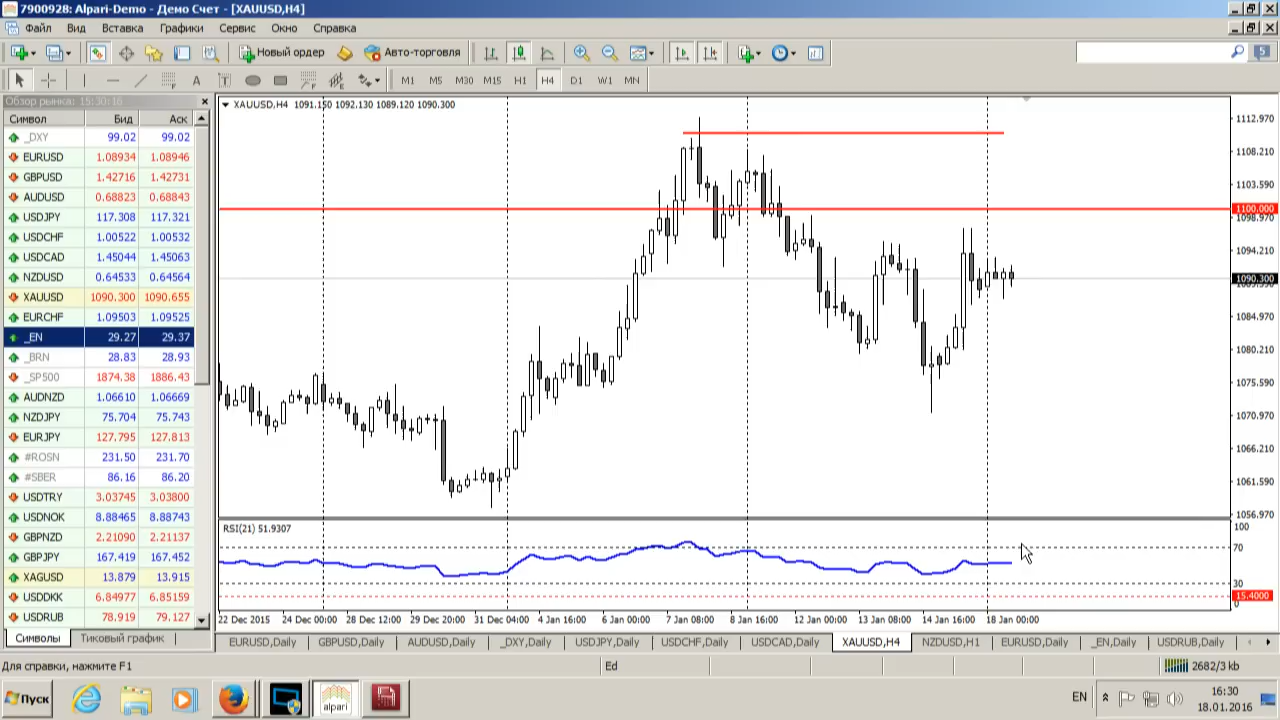 7900928: Alpari-Demo - Демо Счет - [XAUUSD,H4]
Файл Вид Вставка Графики Сервис Окно Справка
Новый ордер Авто-торговля 5
A T M1 M5 M30 M15 H1 H4 D1 W1 MN
Обзор рынка: 15:30:16
Символ Бид Аск
_DXY 99.02 99.02
EURUSD 1.08934 1.08946
GBPUSD 1.42716 1.42731
AUDUSD 0.68823 0.68843
USDJPY 117.308 117.321
USDCHF 1.00522 1.00532
USDCAD 1.45044 1.45063
NZDUSD 0.64533 0.64564
XAUUSD 1090.300 1090.655
EURCHF 1.09503 1.09525
_EN 29.27 29.37
_BRN 28.83 28.93
_SP500 1874.38 1886.43
AUDNZD 1.06610 1.06669
NZDJPY 75.704 75.743
EURJPY 127.795 127.813
#ROSN 231.50 231.70
#SBER 86.16 86.20
USDTRY 3.03745 3.03800
USDNOK 8.88465 8.88743
GBPNZD 2.21090 2.21137
GBPJPY 167.419 167.452
XAGUSD 13.879 13.915
USDDKK 6.84977 6.85159
USDRUB 78.919 79.127
Символы Тиковый график
XAUUSD,H4 1091.150 1092.130 1089.120 1090.300
1112.970
1108.210
1103.590
1100.000
1098.970
1094.210
1090.300
1084.970
1080.210
1075.590
1070.970
1066.210
1061.590
1056.970
RSI(21) 51.9307
100
70
30
15.4000
0
22 Dec 2015 24 Dec 00:00 28 Dec 12:00 29 Dec 20:00 31 Dec 04:00 4 Jan 16:00 6 Jan 00:00 7 Jan 08:00 8 Jan 16:00 12 Jan 00:00 13 Jan 08:00 14 Jan 16:00 18 Jan 00:00
EURUSD,Daily GBPUSD,Daily AUDUSD,Daily _DXY,Daily USDJPY,Daily USDCHF,Daily USDCAD,Daily XAUUSD,H4 NZDUSD,H1 EURUSD,Daily _EN,Daily USDRUB,Daily
Для справки, нажмите F1 Ed 2682/3 kb
Пуск alpari EN 16:30
18.01.2016